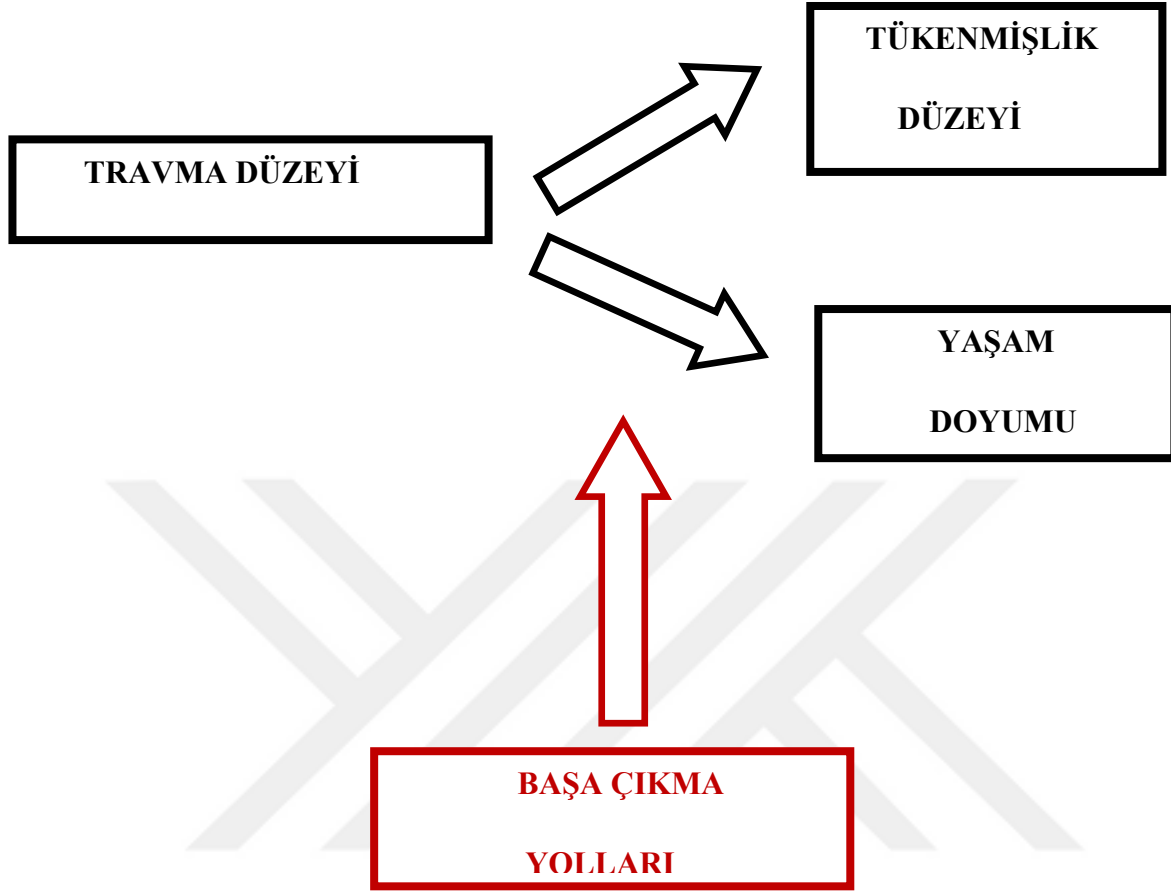 TÜKENMİŞLİK
DÜZEYİ
TRAVMA DÜZEYİ
YAŞAM
DOYUMU
BAŞA ÇIKMA
YOLLARI